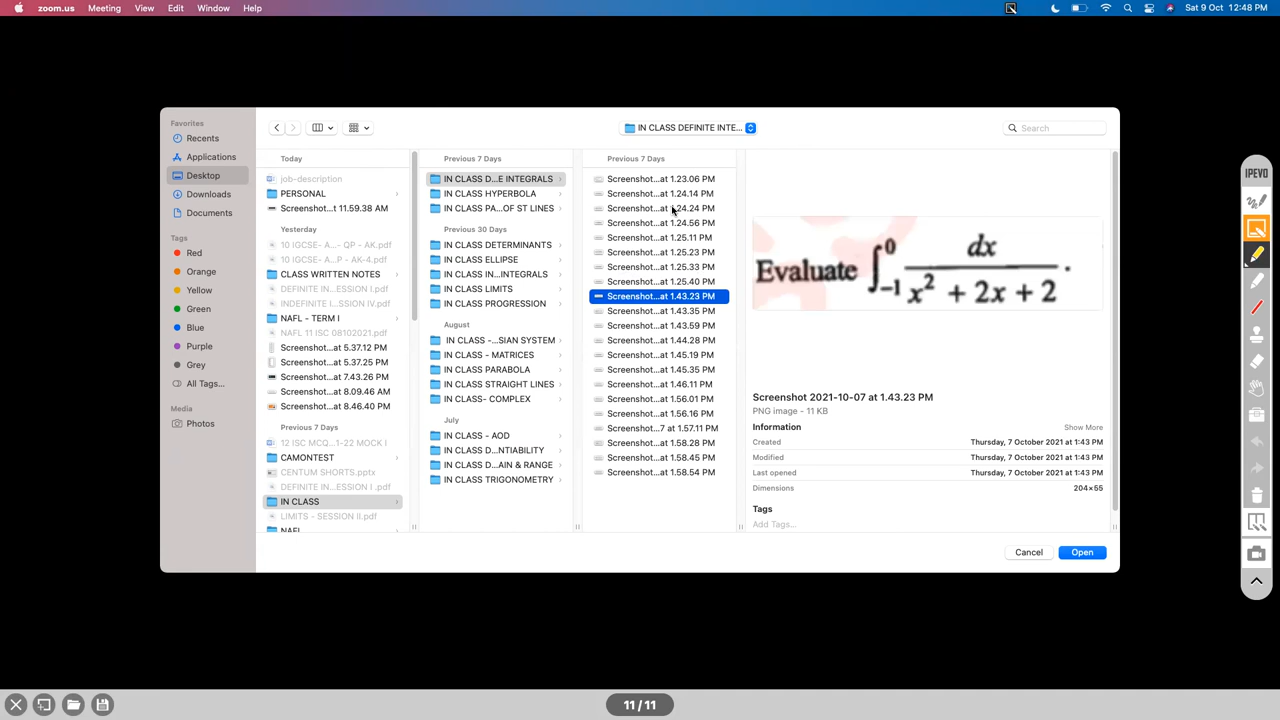 zoom.us Meeting View Edit Window Help Sat 9 Oct 12:48 PM
IPEVO
IN CLASS DEFINITE INTE...
Search
Favorites
Recents
Applications
Desktop
Downloads
Documents
Tags
Red
Orange
Yellow
Green
Blue
Purple
Grey
All Tags...
Media
Photos
Today
job-description
PERSONAL
Screenshot...t 11.59.38 AM
Yesterday
10 IGCSE- A...- QP - AK.pdf
10 IGCSE- A...P - AK-4.pdf
CLASS WRITTEN NOTES
DEFINITE IN...ESSION I.pdf
INDEFINITE I...SSION IV.pdf
NAFL - TERM I
NAFL 11 ISC 08102021.pdf
Screenshot...at 5.37.12 PM
Screenshot...at 5.37.25 PM
Screenshot...at 7.43.26 PM
Screenshot...at 8.09.46 AM
Screenshot...at 8.46.40 PM
Previous 7 Days
12 ISC MCQ...1-22 MOCK I
CAMONTEST
CENTUM SHORTS.pptx
DEFINITE IN...ESSION I .pdf
IN CLASS
LIMITS - SESSION II.pdf
NAFL
Previous 7 Days
IN CLASS D...E INTEGRALS
IN CLASS HYPERBOLA
IN CLASS PA...OF ST LINES
Previous 30 Days
IN CLASS DETERMINANTS
IN CLASS ELLIPSE
IN CLASS IN...INTEGRALS
IN CLASS LIMITS
IN CLASS PROGRESSION
August
IN CLASS -...SIAN SYSTEM
IN CLASS - MATRICES
IN CLASS PARABOLA
IN CLASS STRAIGHT LINES
IN CLASS- COMPLEX
July
IN CLASS - AOD
IN CLASS D...NTIABILITY
IN CLASS D...AIN & RANGE
IN CLASS TRIGONOMETRY
Previous 7 Days
Screenshot...at 1.23.06 PM
Screenshot...at 1.24.14 PM
Screenshot...at 1.24.24 PM
Screenshot...at 1.24.56 PM
Screenshot...at 1.25.11 PM
Screenshot...at 1.25.23 PM
Screenshot...at 1.25.33 PM
Screenshot...at 1.25.40 PM
Screenshot...at 1.43.23 PM
Screenshot...at 1.43.35 PM
Screenshot...at 1.43.59 PM
Screenshot...at 1.44.28 PM
Screenshot...at 1.45.19 PM
Screenshot...at 1.45.35 PM
Screenshot...at 1.46.11 PM
Screenshot...at 1.56.01 PM
Screenshot...at 1.56.16 PM
Screenshot...7 at 1.57.11 PM
Screenshot...at 1.58.28 PM
Screenshot...at 1.58.45 PM
Screenshot...at 1.58.54 PM
Evaluate ∫₋₁⁰ dx / (x² + 2x + 2) .
Screenshot 2021-10-07 at 1.43.23 PM
PNG image - 11 KB
Information Show More
Created Thursday, 7 October 2021 at 1:43 PM
Modified Thursday, 7 October 2021 at 1:43 PM
Last opened Thursday, 7 October 2021 at 1:43 PM
Dimensions 204×55
Tags
Add Tags...
Cancel Open
11 / 11